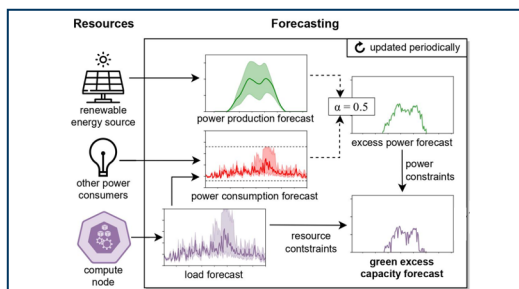 Resources
Forecasting
updated periodically
renewable
energy source
power production forecast
α = 0.5
excess power forecast
other power
consumers
power consumption forecast
power
constraints
compute
node
load forecast
resource
contstraints
green excess
capacity forecast